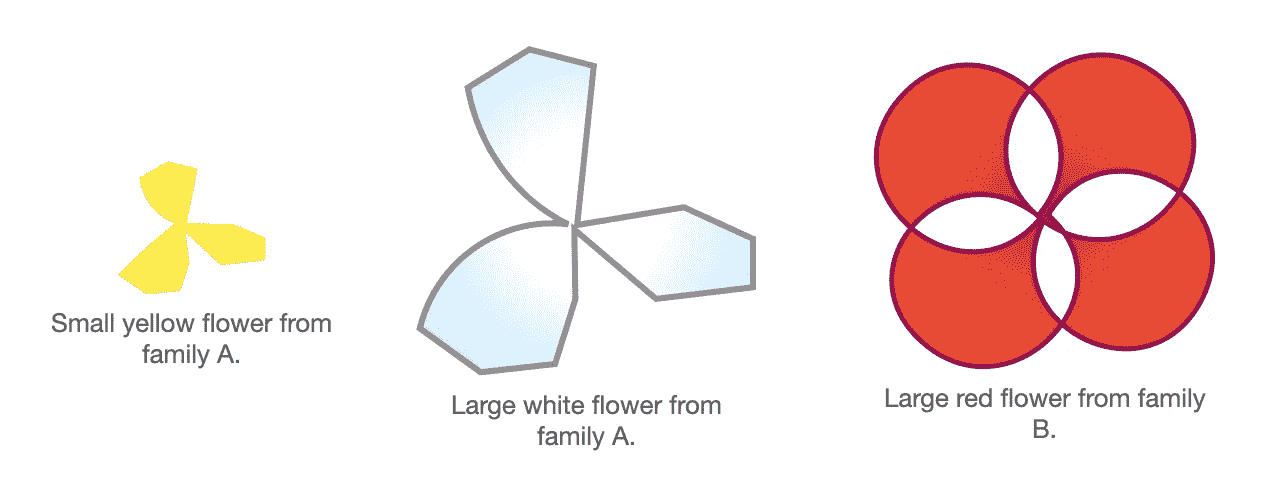 Small yellow flower from
family A.
Large white flower from
family A.
Large red flower from family
B.